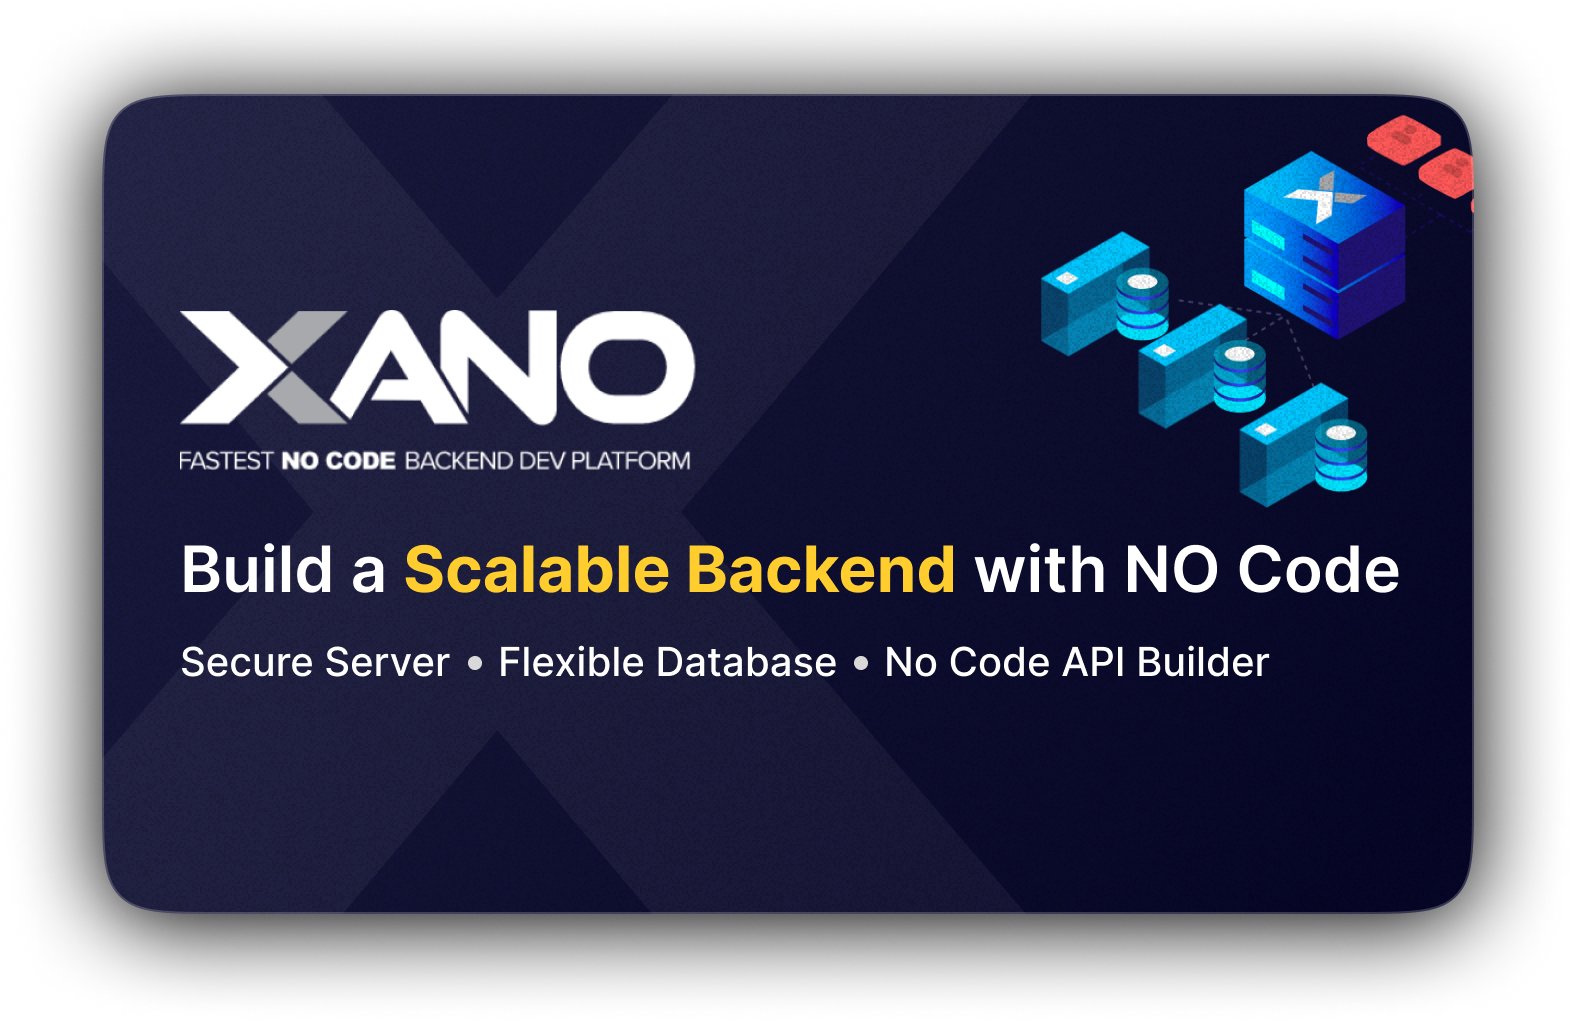 XANO
FASTEST NO CODE BACKEND DEV PLATFORM
Build a Scalable Backend with NO Code
Secure Server • Flexible Database • No Code API Builder